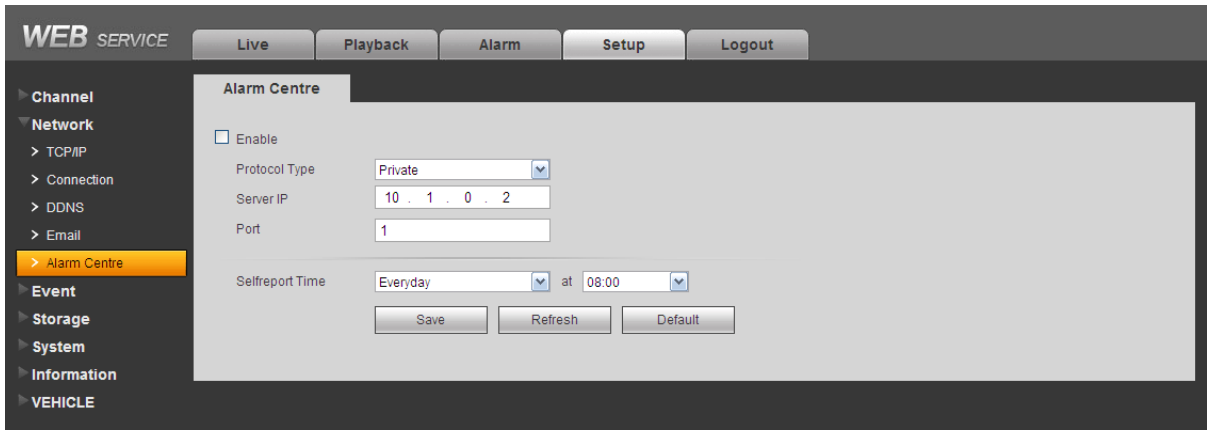 WEB SERVICE
Live
Playback
Alarm
Setup
Logout
Channel
Network
> TCP/IP
> Connection
> DDNS
> Email
> Alarm Centre
Event
Storage
System
Information
VEHICLE
Alarm Centre
Enable
Protocol Type Private
Server IP 10 . 1 . 0 . 2
Port 1
Selfreport Time Everyday at 08:00
Save Refresh Default